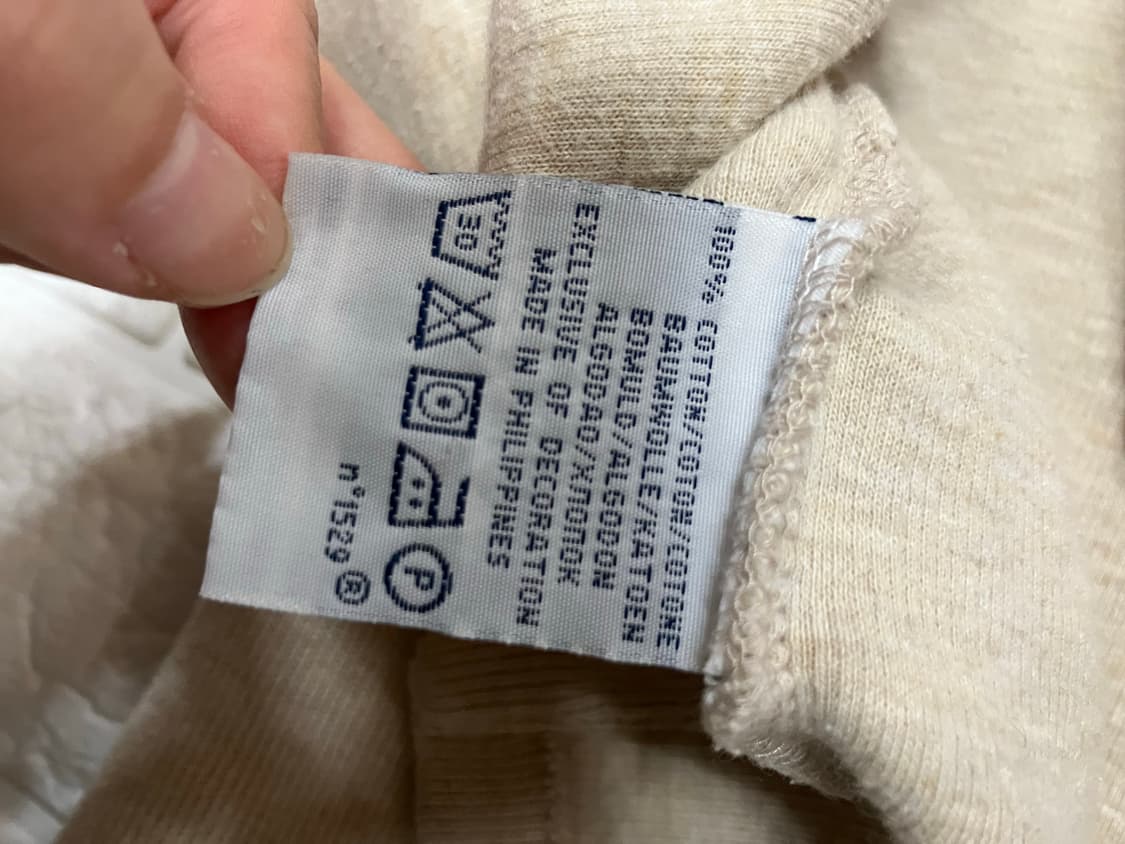 100% COTTON/COTON/COTONE
BAUMWOLLE/KATOEN
BOMULD/ALGODON
ALGODAO/ХЛОПОК
EXCLUSIVE OF DECORATION
MADE IN PHILIPPINES
30
P
n°1529 ®